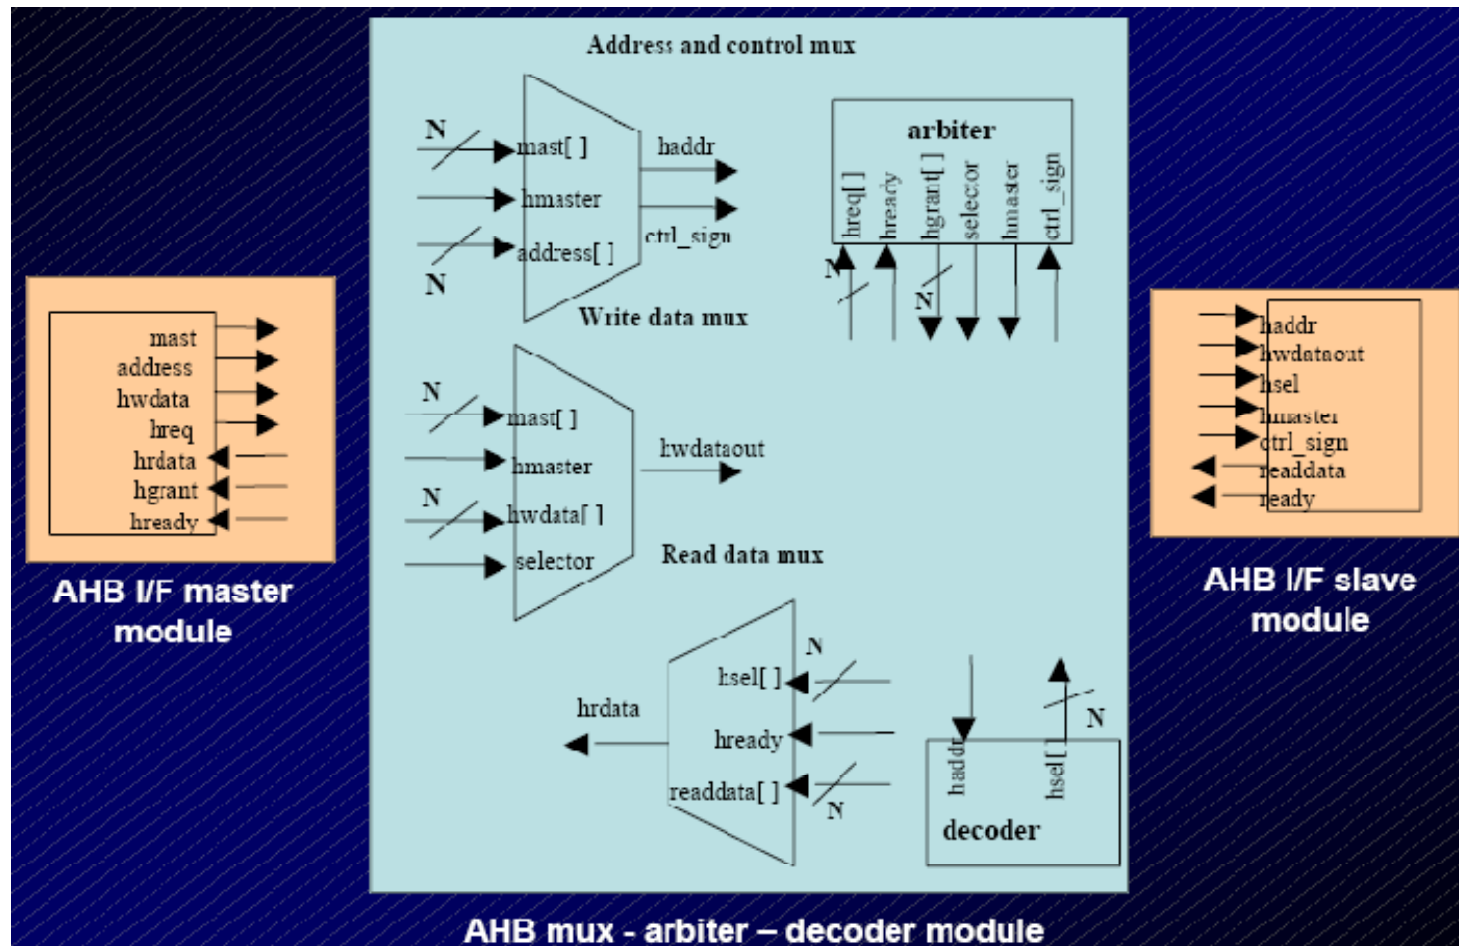 Address and control mux
N
mast[ ]
hmaster
address[ ]
N
haddr
ctrl_sign
arbiter
hreq[ ]
hready
hgrant[ ]
selector
hmaster
ctrl_sign
N
N
Write data mux
N
mast[ ]
hmaster
N
hwdata[ ]
selector
hwdataout
Read data mux
N
hsel[ ]
hready
readdata[ ]
N
hrdata
haddr
hsel[ ]
N
decoder
mast
address
hwdata
hreq
hrdata
hgrant
hready
AHB I/F master
module
haddr
hwdataout
hsel
hmaster
ctrl_sign
readdata
ready
AHB I/F slave
module
AHB mux - arbiter – decoder module